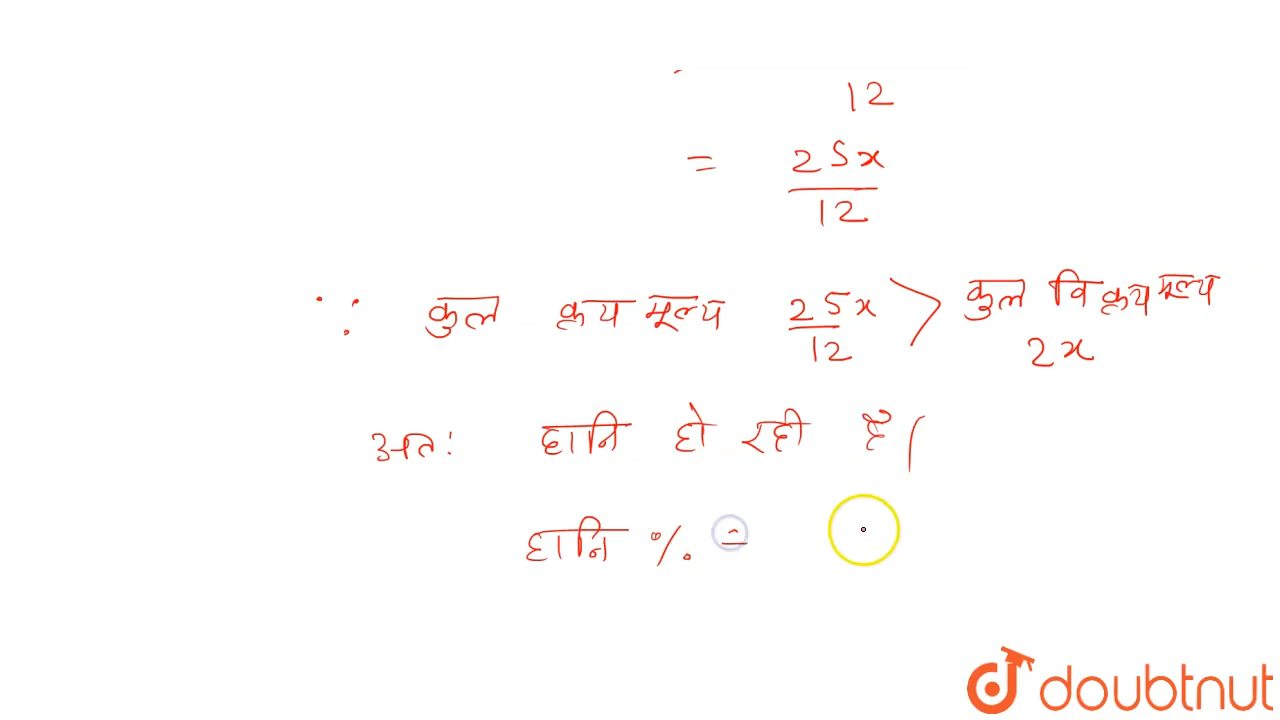 12
= 25x
12
∵ कुल क्रय मूल्य 25x/12 > कुल विक्रय मूल्य 2x
अतः हानि हो रही है।
हानि % =
doubtnut